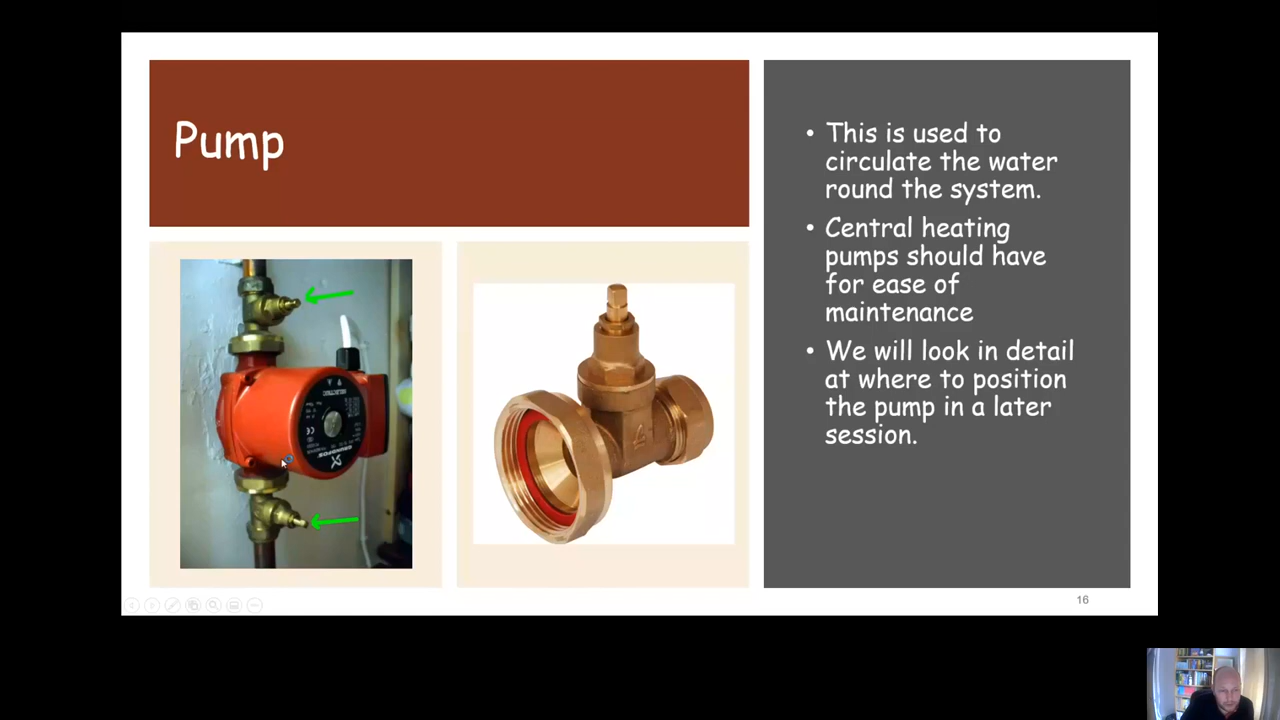 Pump
GRUNDFOS
• This is used to
circulate the water
round the system.
• Central heating
pumps should have
for ease of
maintenance
• We will look in detail
at where to position
the pump in a later
session.
16